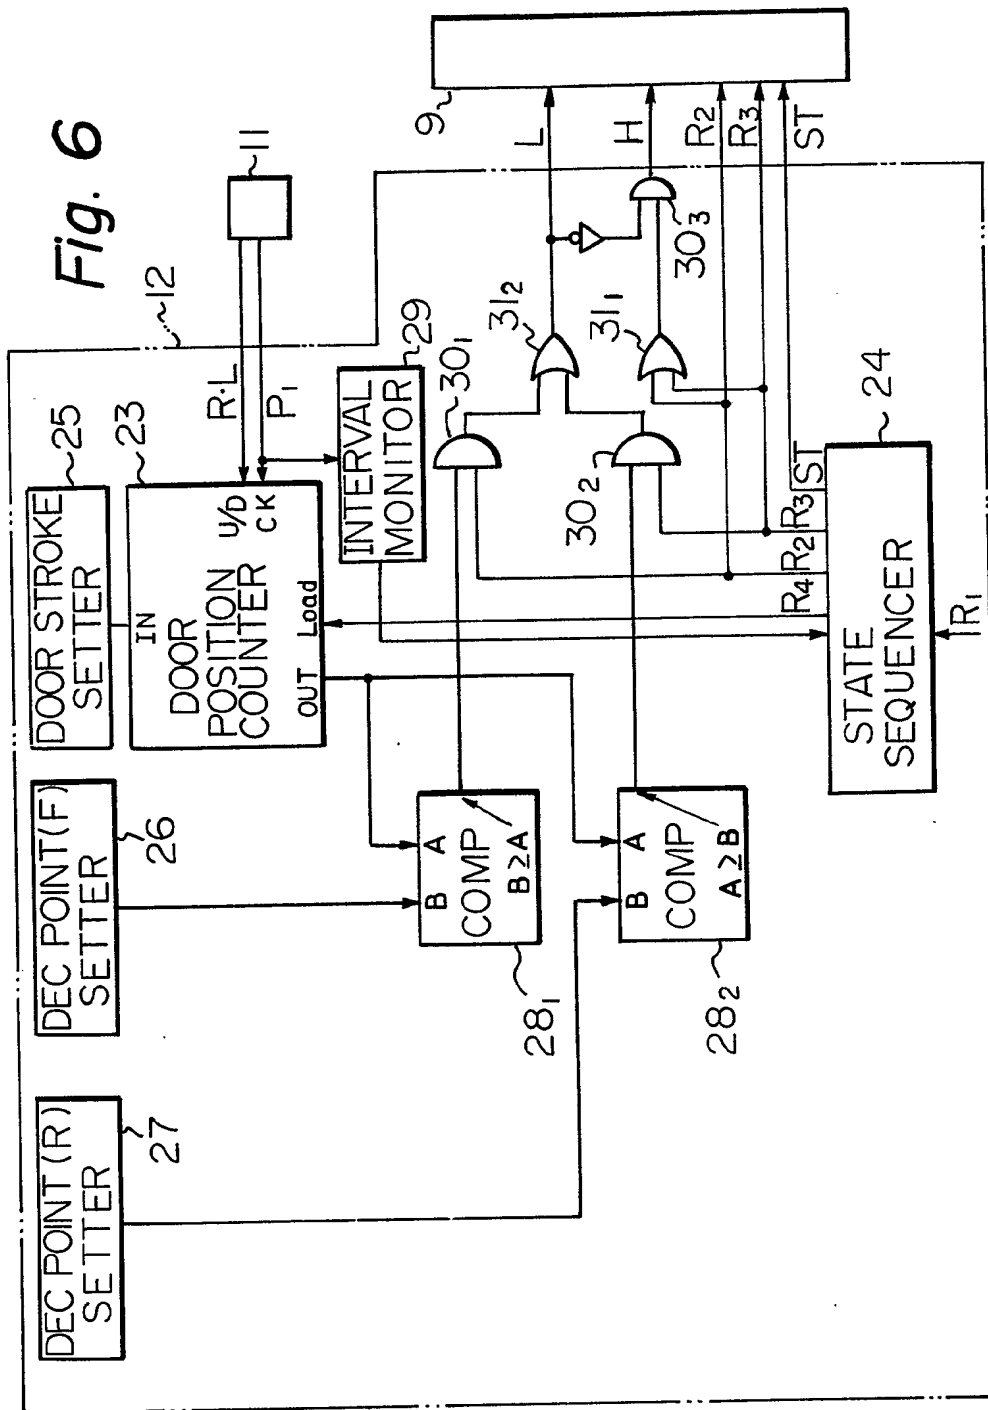 Fig. 6
DEC POINT (R)
SETTER
27
DEC POINT (F)
SETTER
26
DOOR STROKE
SETTER
25
12
IN
DOOR
POSITION
COUNTER
U/D
CK
OUT
Load
23
R·L
P1
11
INTERVAL
MONITOR
29
B
A
COMP
B≥A
281
B
A
COMP
A≥B
282
301
302
312
311
303
L
H
R2
R3
ST
9
R4
R2
R3
ST
STATE
SEQUENCER
24
R1